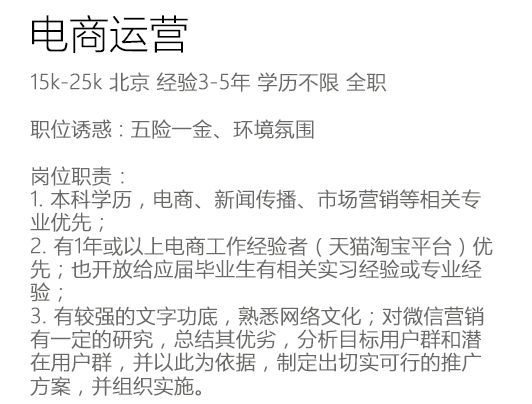 电商运营
15k-25k 北京 经验3-5年 学历不限 全职
职位诱惑：五险一金、环境氛围
岗位职责：
1. 本科学历，电商、新闻传播、市场营销等相关专
业优先；
2. 有1年或以上电商工作经验者（天猫淘宝平台）优
先；也开放给应届毕业生有相关实习经验或专业经
验；
3. 有较强的文字功底，熟悉网络文化；对微信营销
有一定的研究，总结其优劣，分析目标用户群和潜
在用户群，并以此为依据，制定出切实可行的推广
方案，并组织实施。